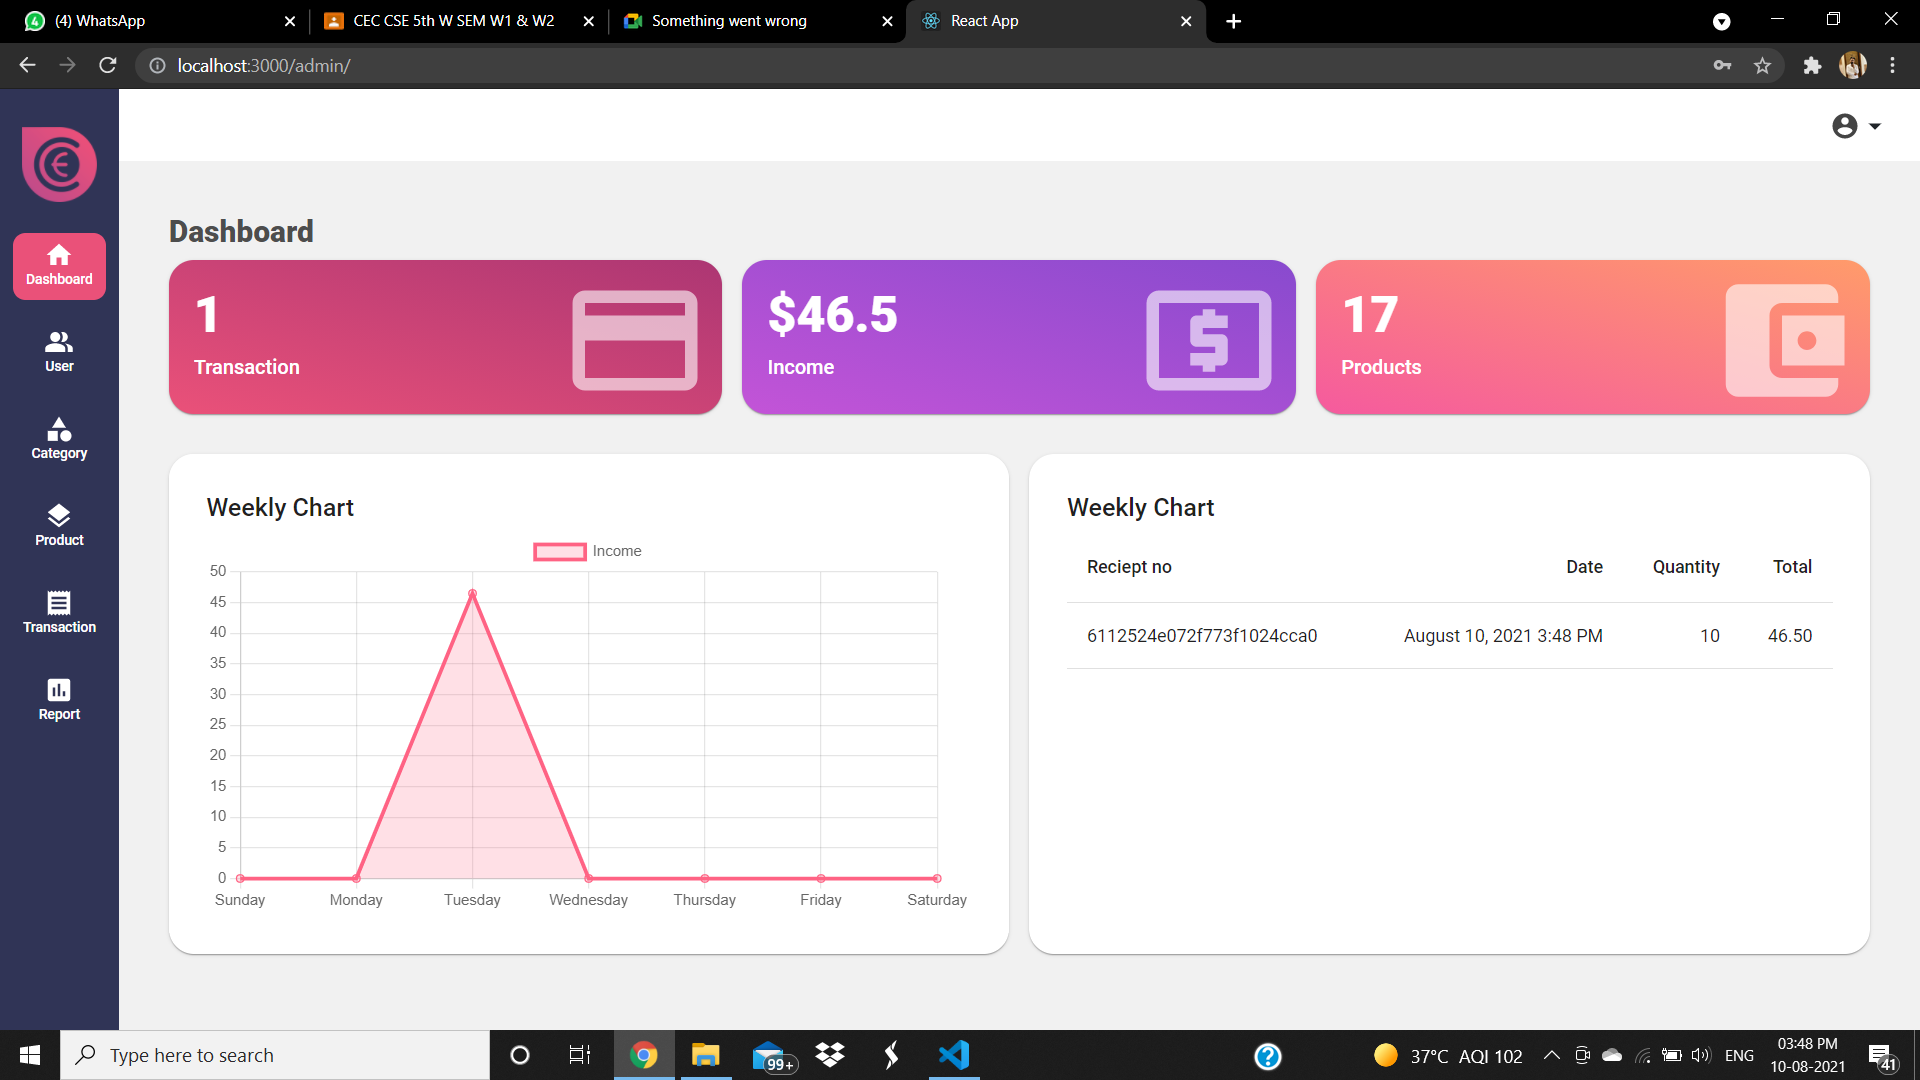 (4) WhatsApp
CEC CSE 5th W SEM W1 & W2
Something went wrong
React App
localhost:3000/admin/
Dashboard
User
Category
Product
Transaction
Report
Dashboard
1
Transaction
$46.5
Income
17
Products
Weekly Chart
Income
50
45
40
35
30
25
20
15
10
5
0
Sunday Monday Tuesday Wednesday Thursday Friday Saturday
Weekly Chart
Reciept no Date Quantity Total
6112524e072f773f1024cca0 August 10, 2021 3:48 PM 10 46.50
Type here to search
99+
37°C AQI 102
ENG
03:48 PM
10-08-2021
41